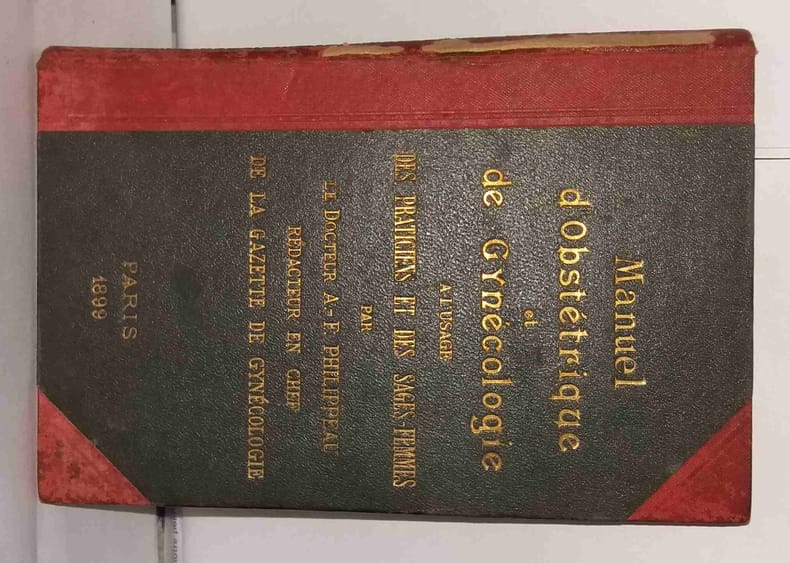 Manuel
d'Obstétrique
et
de Gynécologie
A L'USAGE
DES PRATICIENS ET DES SAGES-FEMMES
PAR
LE DOCTEUR A.-F. PHILIPPEAU
RÉDACTEUR EN CHEF
DE LA GAZETTE DE GYNÉCOLOGIE
PARIS
1899